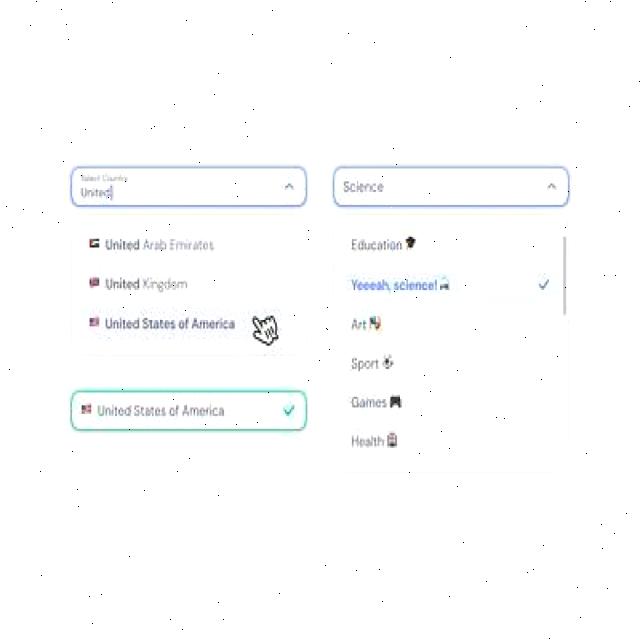 Select Country
United
United Arab Emirates
United Kingdom
United States of America
United States of America
Science
Education
Yeeeah, science!
Art
Sport
Games
Health